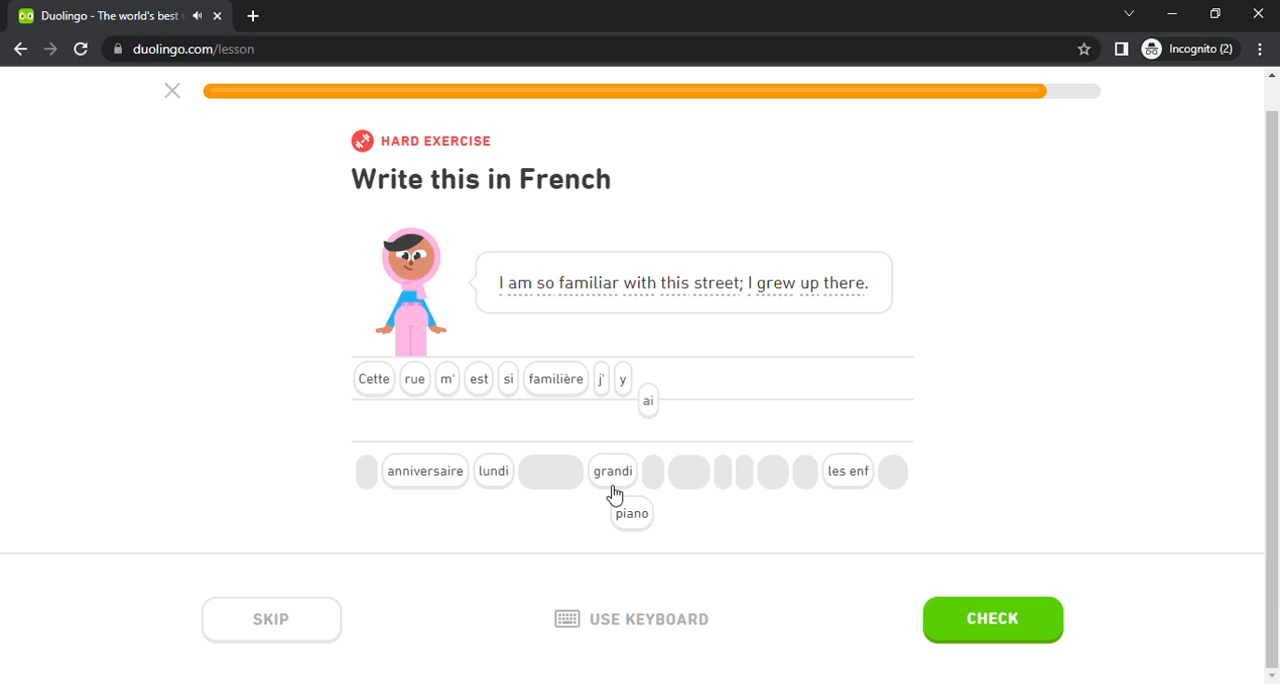 Duolingo - The world's best
duolingo.com/lesson
Incognito (2)
HARD EXERCISE
Write this in French
I am so familiar with this street; I grew up there.
Cette rue m' est si familière j' y
ai
anniversaire lundi grandi les enf
piano
SKIP USE KEYBOARD CHECK